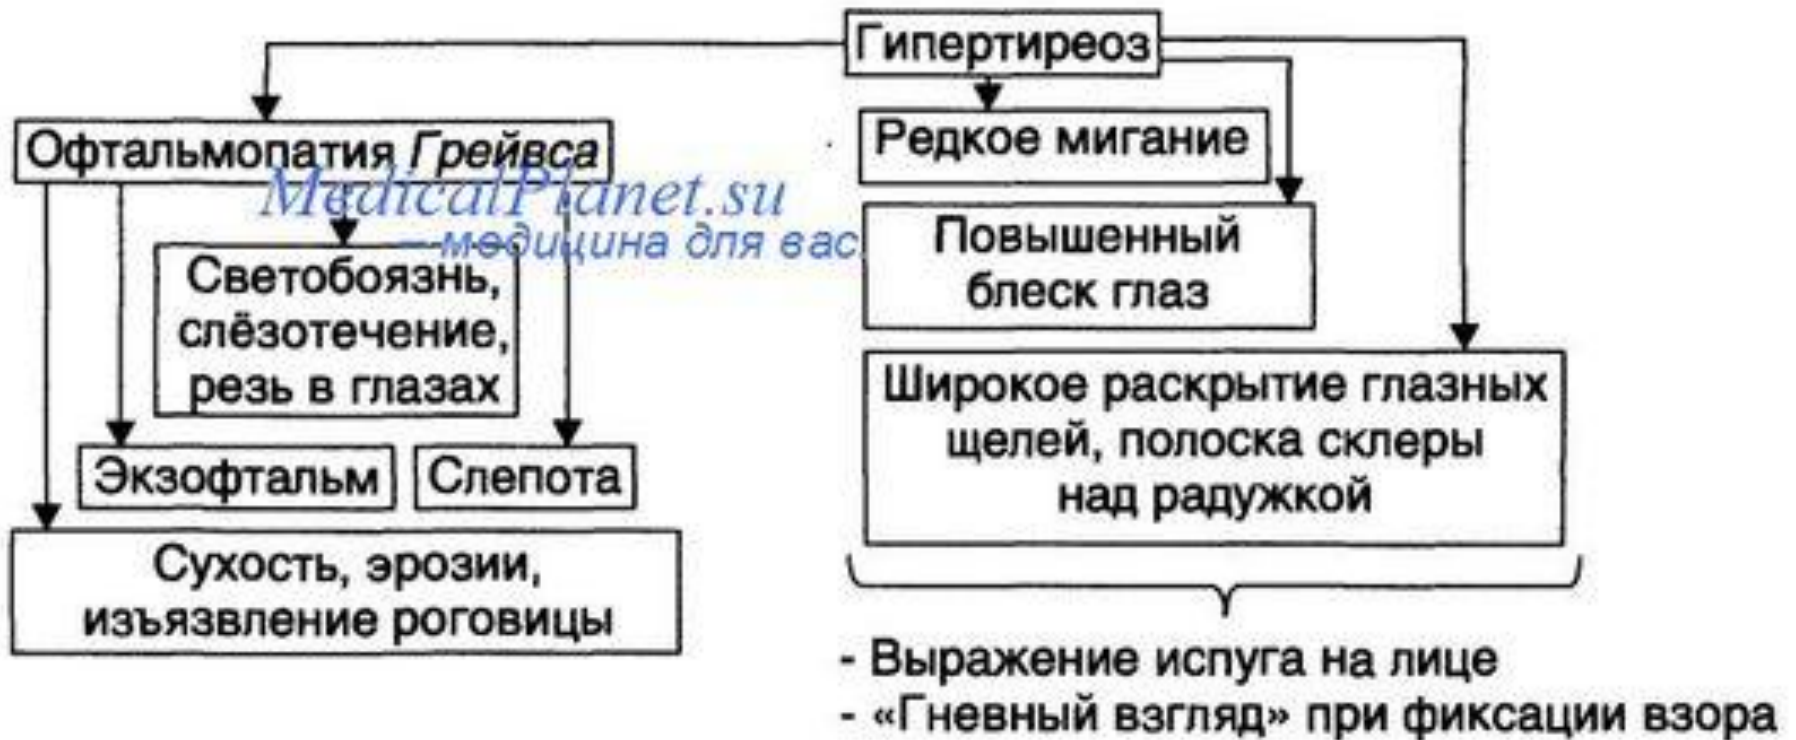 Гипертиреоз
Офтальмопатия Грейвса
Редкое мигание
MedicalPlanet.su
– медицина для вас.
Повышенный
блеск глаз
Светобоязнь,
слёзотечение,
резь в глазах
Широкое раскрытие глазных
щелей, полоска склеры
над радужкой
Экзофтальм
Слепота
Сухость, эрозии,
изъязвление роговицы
- Выражение испуга на лице
- «Гневный взгляд» при фиксации взора